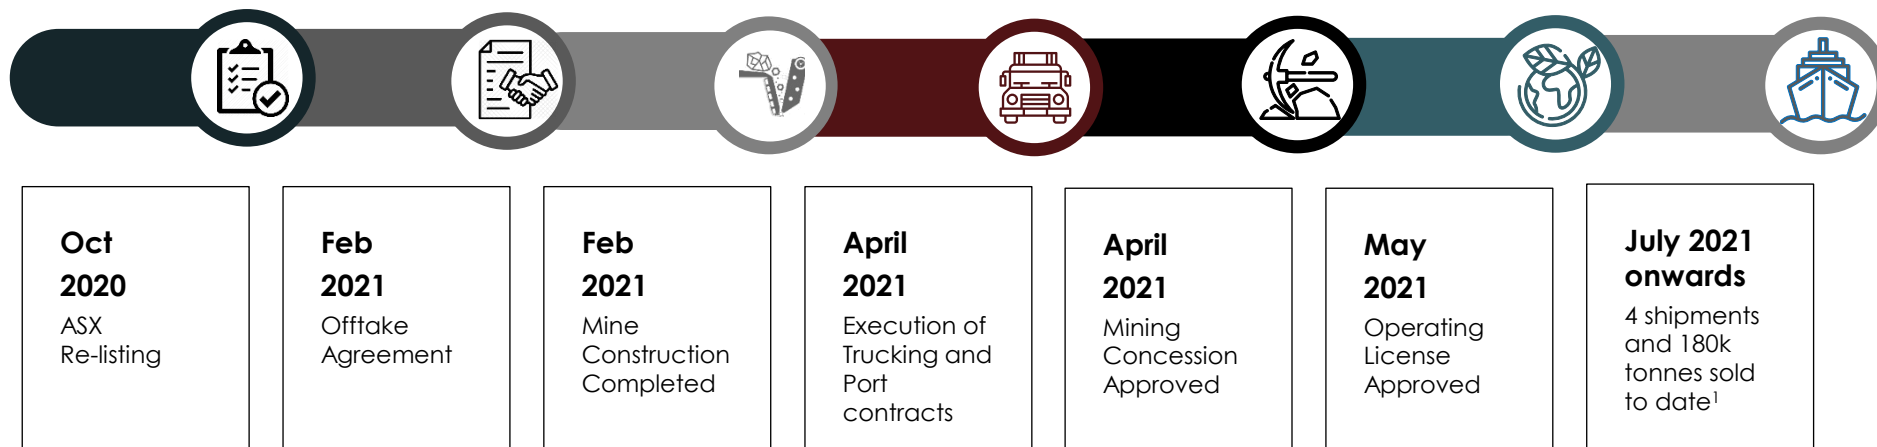 Oct
2020
ASX
Re-listing
Feb
2021
Offtake
Agreement
Feb
2021
Mine
Construction
Completed
April
2021
Execution of
Trucking and
Port
contracts
April
2021
Mining
Concession
Approved
May
2021
Operating
License
Approved
July 2021
onwards
4 shipments
and 180k
tonnes sold
to date¹